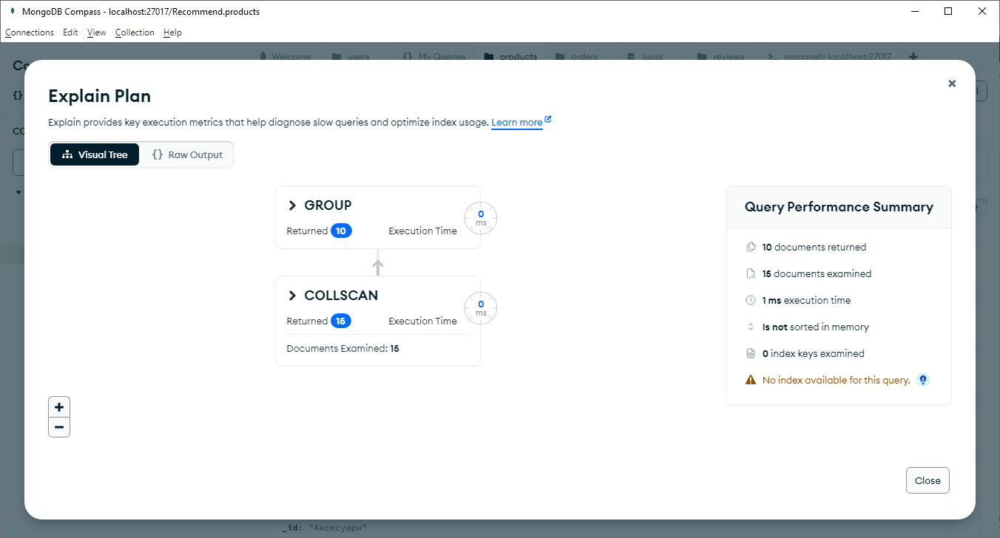 MongoDB Compass - localhost:27017/Recommend.products
Connections Edit View Collection Help
Welcome users {} My Queries products orders local reviews >_ mongosh: localhost:27017
Explain Plan
Explain provides key execution metrics that help diagnose slow queries and optimize index usage. Learn more
Visual Tree {} Raw Output
GROUP
0
ms
Returned 10 Execution Time
COLLSCAN
0
ms
Returned 15 Execution Time
Documents Examined: 15
Query Performance Summary
10 documents returned
15 documents examined
1 ms execution time
Is not sorted in memory
0 index keys examined
No index available for this query.
+
−
Close
_id: "Аксесуари"